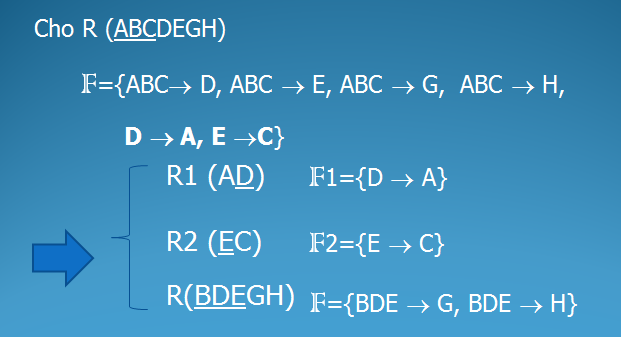 Cho R (ABCDEGH)
𝔽={ABC→ D, ABC → E, ABC → G, ABC → H,
D → A, E →C}
R1 (AD) 𝔽1={D → A}
R2 (EC) 𝔽2={E → C}
R(BDEGH) 𝔽={BDE → G, BDE → H}